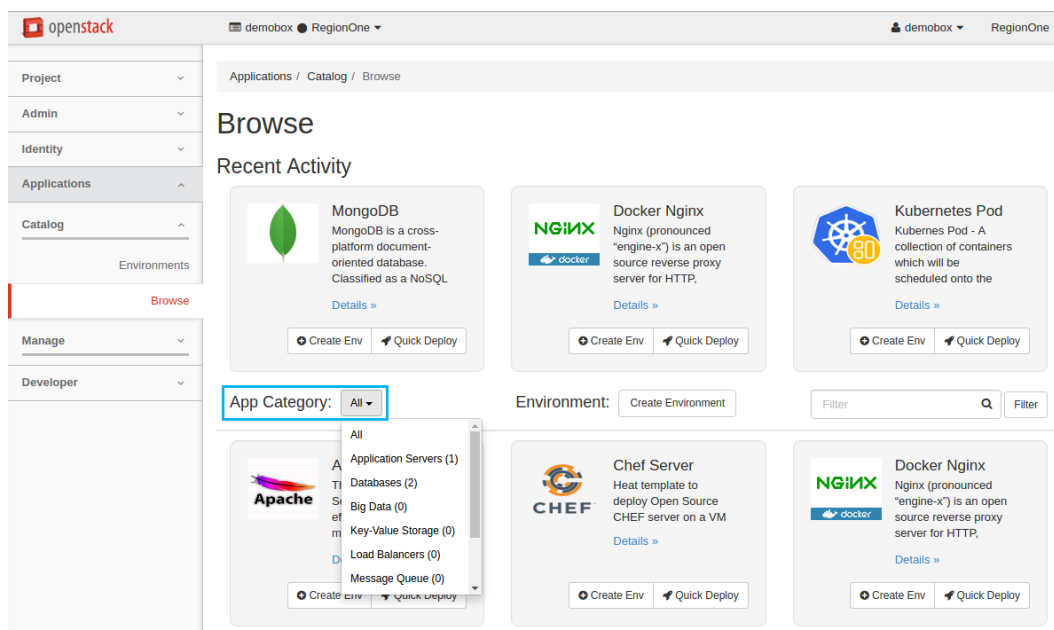 openstack
demobox RegionOne
demobox
RegionOne
Project
Admin
Identity
Applications
Catalog
Environments
Browse
Manage
Developer
Applications / Catalog / Browse
Browse
Recent Activity
MongoDB
MongoDB is a cross-
platform document-
oriented database.
Classified as a NoSQL
Details »
Create Env
Quick Deploy
NGINX
docker
Docker Nginx
Nginx (pronounced
“engine-x”) is an open
source reverse proxy
server for HTTP,
Details »
Create Env
Quick Deploy
Kubernetes Pod
Kubernes Pod - A
collection of containers
which will be
scheduled onto the
Details »
Create Env
Quick Deploy
App Category: All
Environment: Create Environment
Filter
Filter
All
Application Servers (1)
Databases (2)
Big Data (0)
Key-Value Storage (0)
Load Balancers (0)
Message Queue (0)
Apache
Create Env
Quick Deploy
CHEF
Chef Server
Heat template to
deploy Open Source
CHEF server on a VM
Details »
Create Env
Quick Deploy
NGINX
docker
Docker Nginx
Nginx (pronounced
“engine-x”) is an open
source reverse proxy
server for HTTP,
Details »
Create Env
Quick Deploy